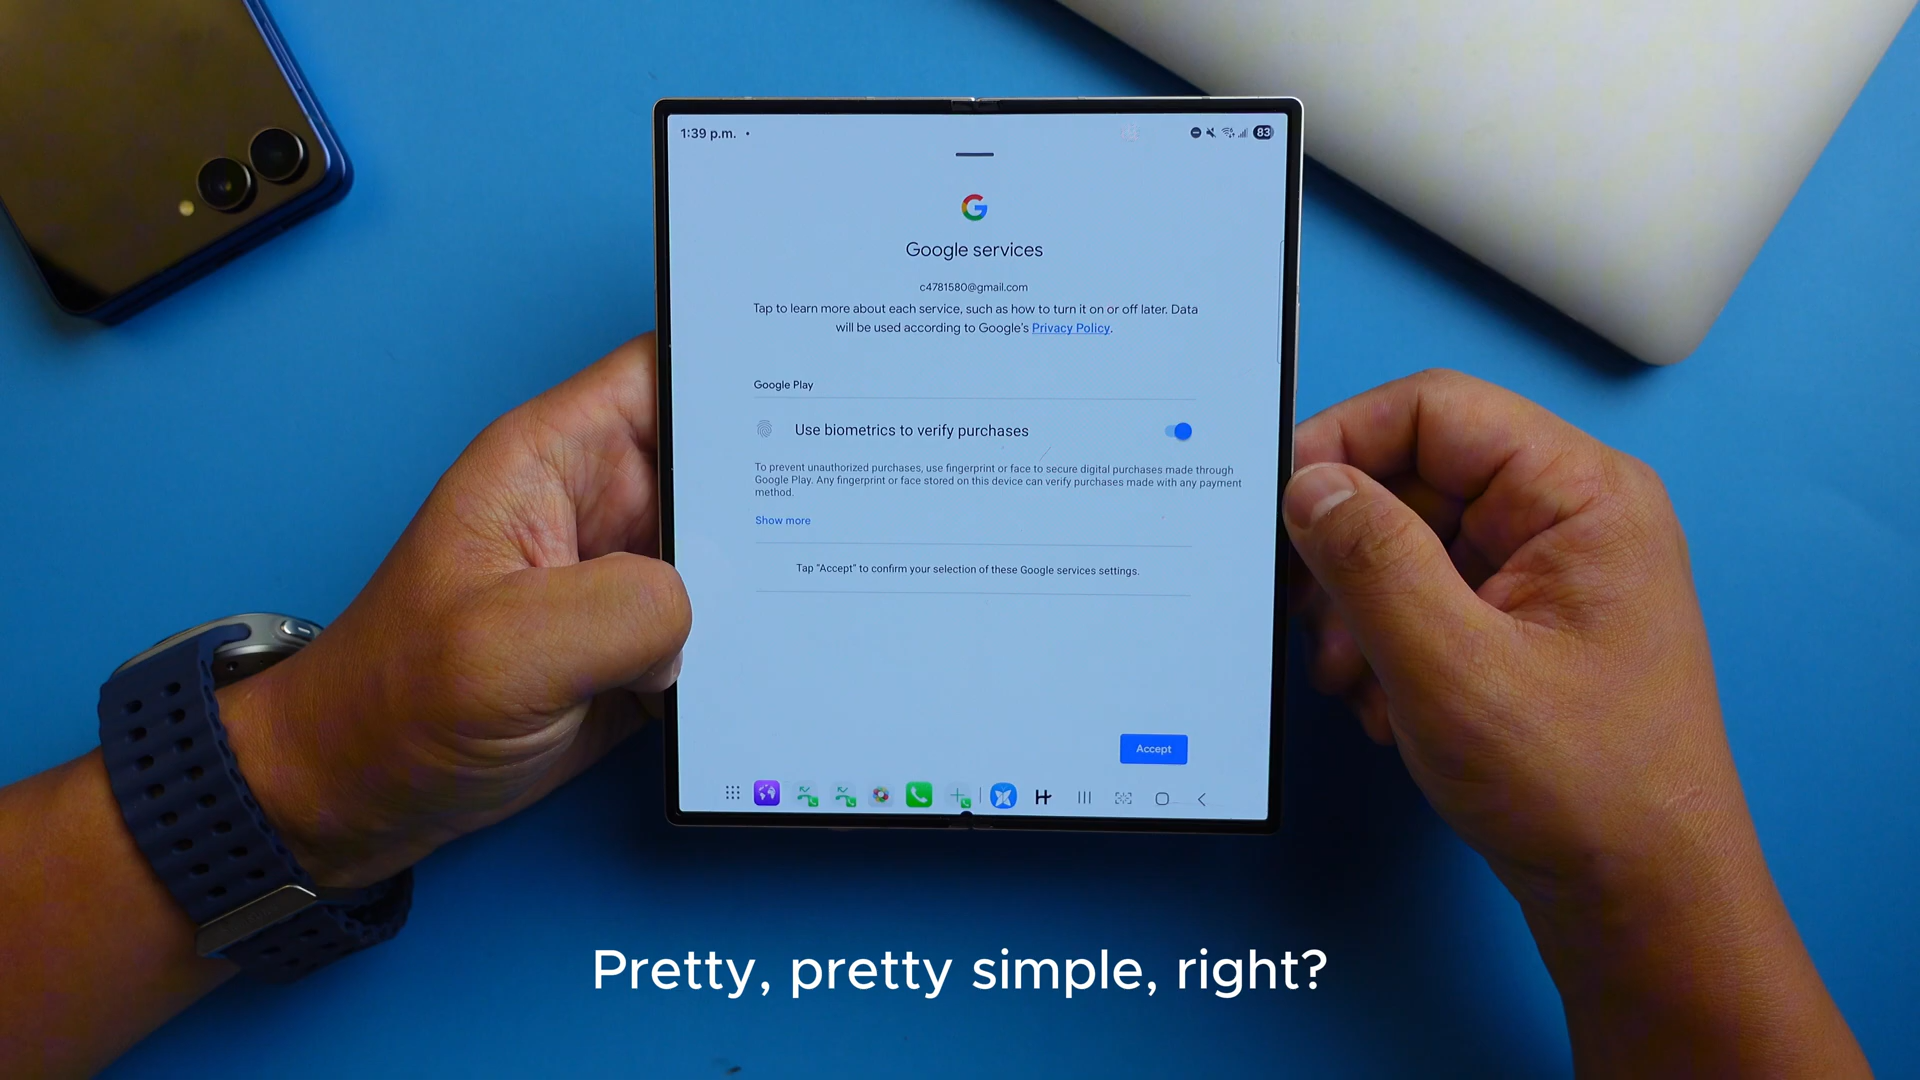 1:39 p.m.
83
Google services
c4781580@gmail.com
Tap to learn more about each service, such as how to turn it on or off later. Data
will be used according to Google's Privacy Policy.
Google Play
Use biometrics to verify purchases
To prevent unauthorized purchases, use fingerprint or face to secure digital purchases made through
Google Play. Any fingerprint or face stored on this device can verify purchases made with any payment
method.
Show more
Tap "Accept" to confirm your selection of these Google services settings.
Accept
Pretty, pretty simple, right?